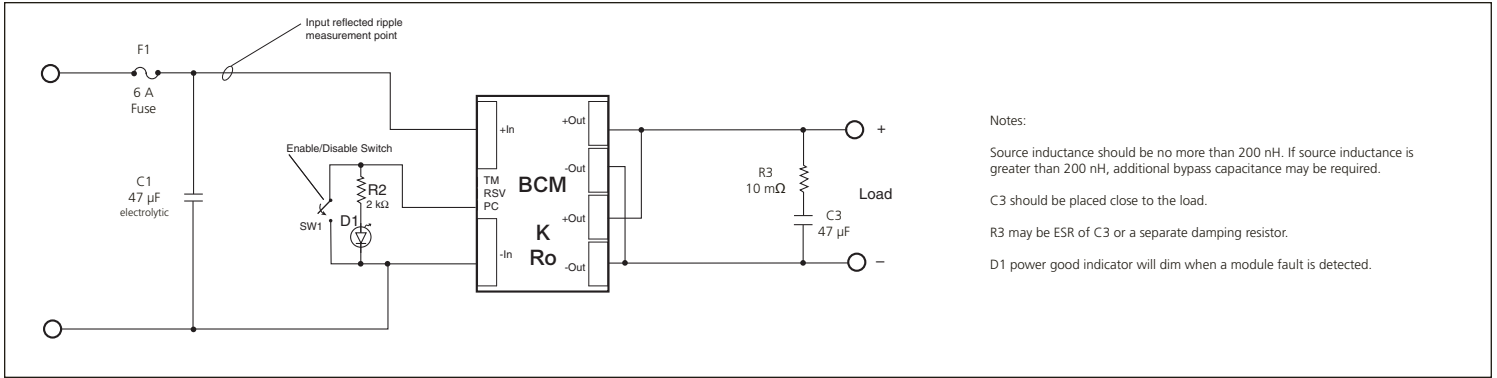 Input reflected ripple
measurement point
F1
6 A
Fuse
C1
47 µF
electrolytic
Enable/Disable Switch
SW1
R2
2 kΩ
D1
+In
TM
RSV
PC
-In
BCM
K
Ro
+Out
-Out
+Out
-Out
R3
10 mΩ
C3
47 µF
+
Load
–
Notes:
Source inductance should be no more than 200 nH. If source inductance is
greater than 200 nH, additional bypass capacitance may be required.
C3 should be placed close to the load.
R3 may be ESR of C3 or a separate damping resistor.
D1 power good indicator will dim when a module fault is detected.